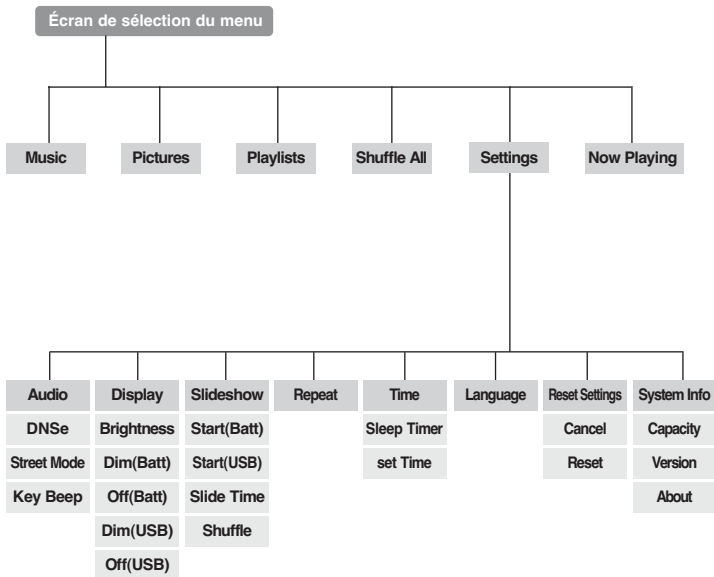 Écran de sélection du menu
Music
Pictures
Playlists
Shuffle All
Settings
Now Playing
Audio
DNSe
Street Mode
Key Beep
Display
Brightness
Dim(Batt)
Off(Batt)
Dim(USB)
Off(USB)
Slideshow
Start(Batt)
Start(USB)
Slide Time
Shuffle
Repeat
Time
Sleep Timer
set Time
Language
Reset Settings
Cancel
Reset
System Info
Capacity
Version
About